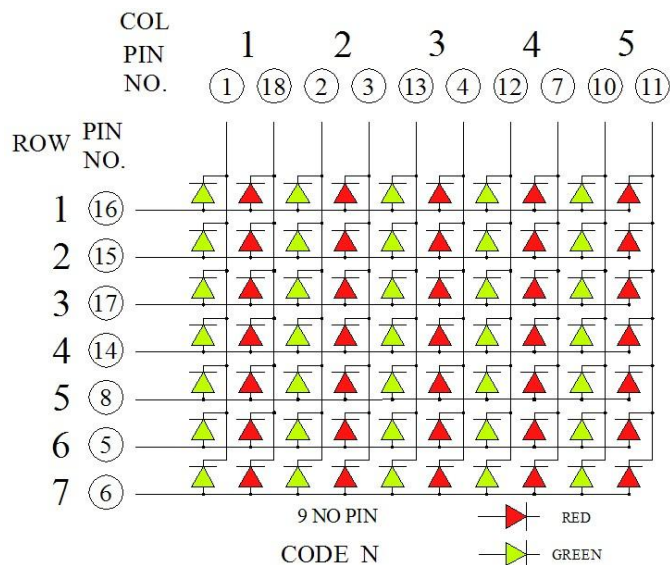 COL 1 2 3 4 5
PIN
NO. 1 18 2 3 13 4 12 7 10 11
ROW PIN
NO.
1 16
2 15
3 17
4 14
5 8
6 5
7 6
9 NO PIN RED
CODE N GREEN